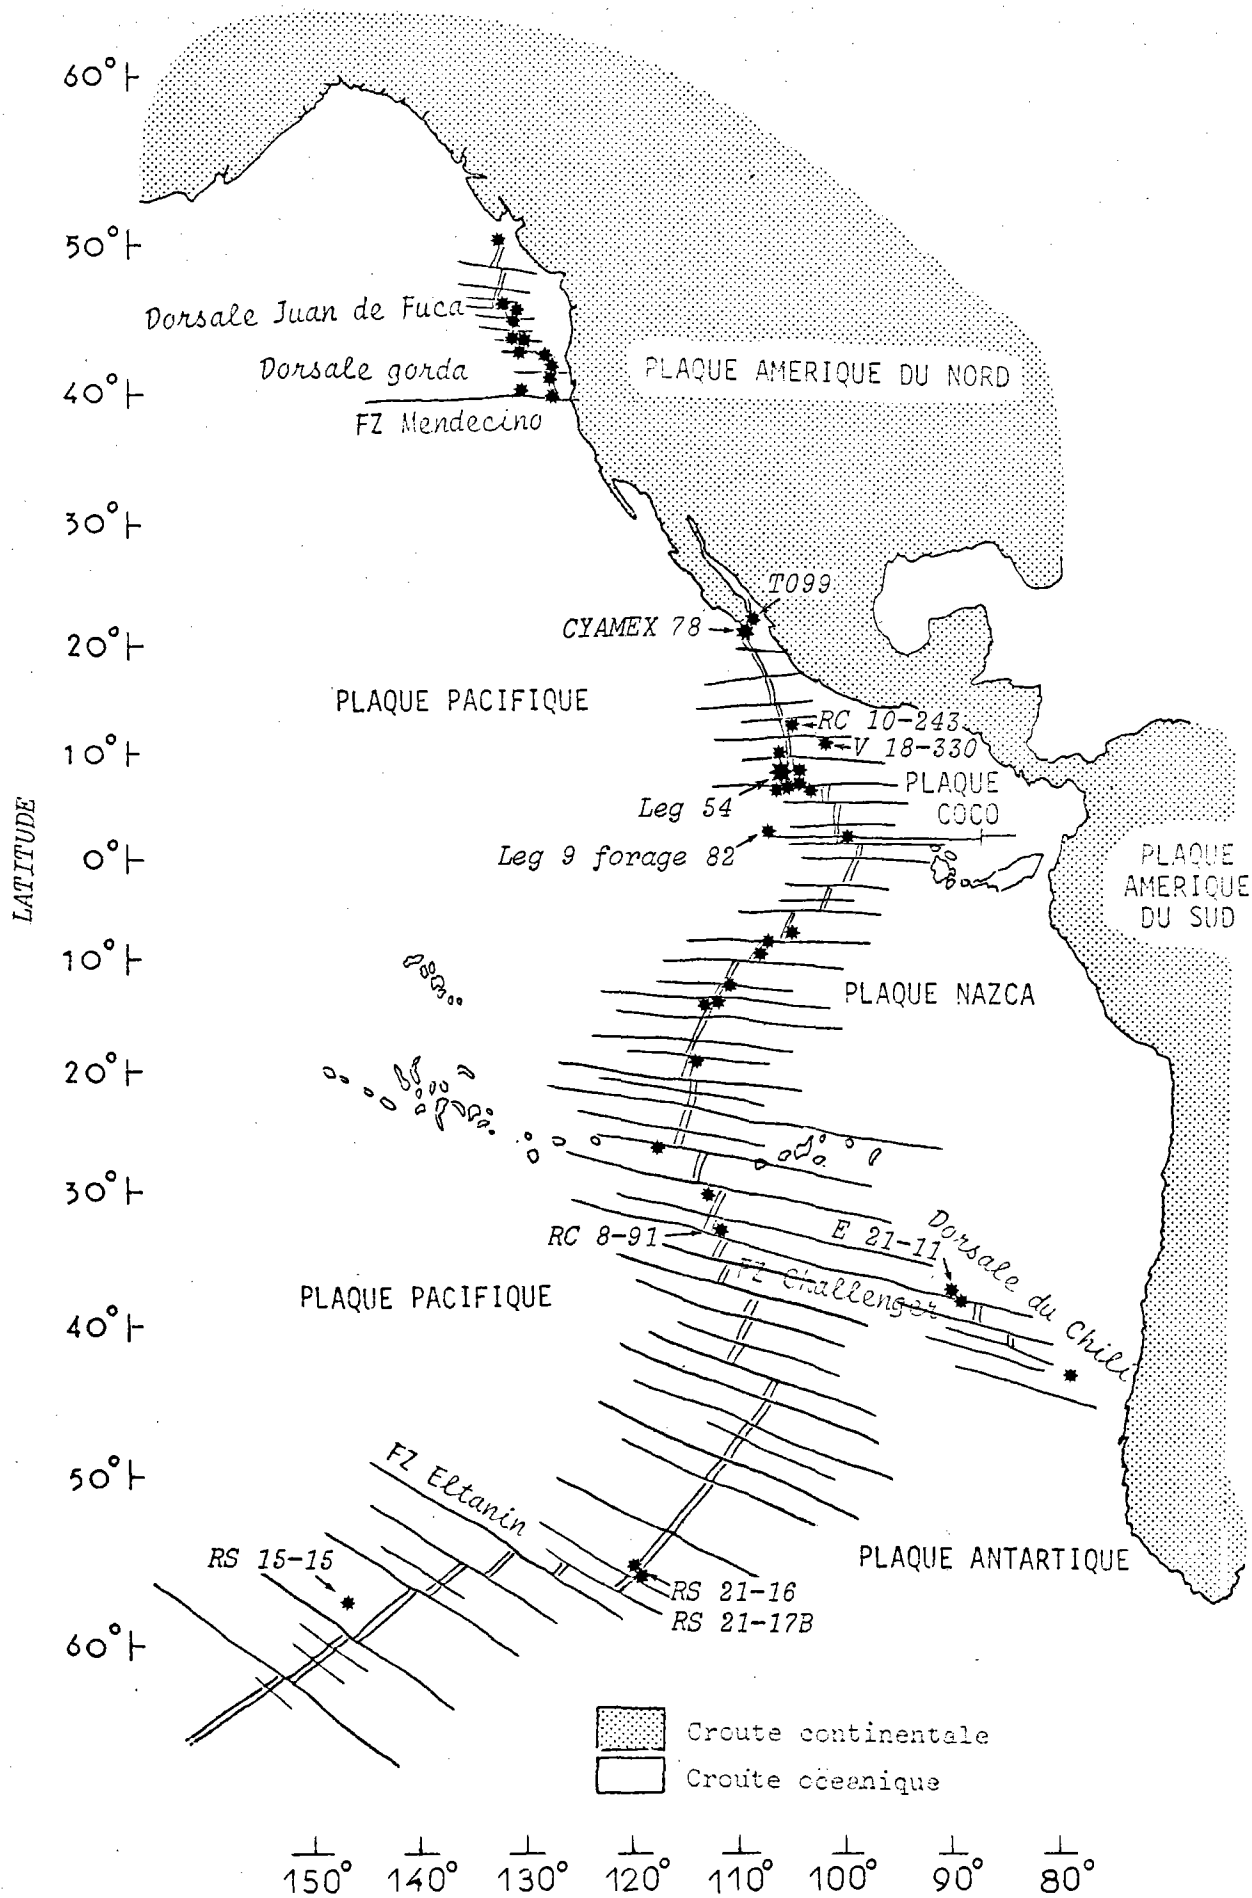 60°
50°
Dorsale Juan de Fuca
PLAQUE AMERIQUE DU NORD
Dorsale gorda
40°
FZ Mendecino
30°
T099
CYAMEX 78
20°
PLAQUE PACIFIQUE
RC 10-243
V 18-330
10°
PLAQUE
COCO
Leg 54
Leg 9 forage 82
0°
LATITUDE
PLAQUE
AMERIQUE
DU SUD
10°
PLAQUE NAZCA
20°
30°
RC 8-91
E 21-11
Dorsale du Chili
FZ Challenger
PLAQUE PACIFIQUE
40°
FZ Eltanin
50°
RS 15-15
PLAQUE ANTARTIQUE
RS 21-16
RS 21-17B
60°
Croute continentale
Croute oceanique
150° 140° 130° 120° 110° 100° 90° 80°